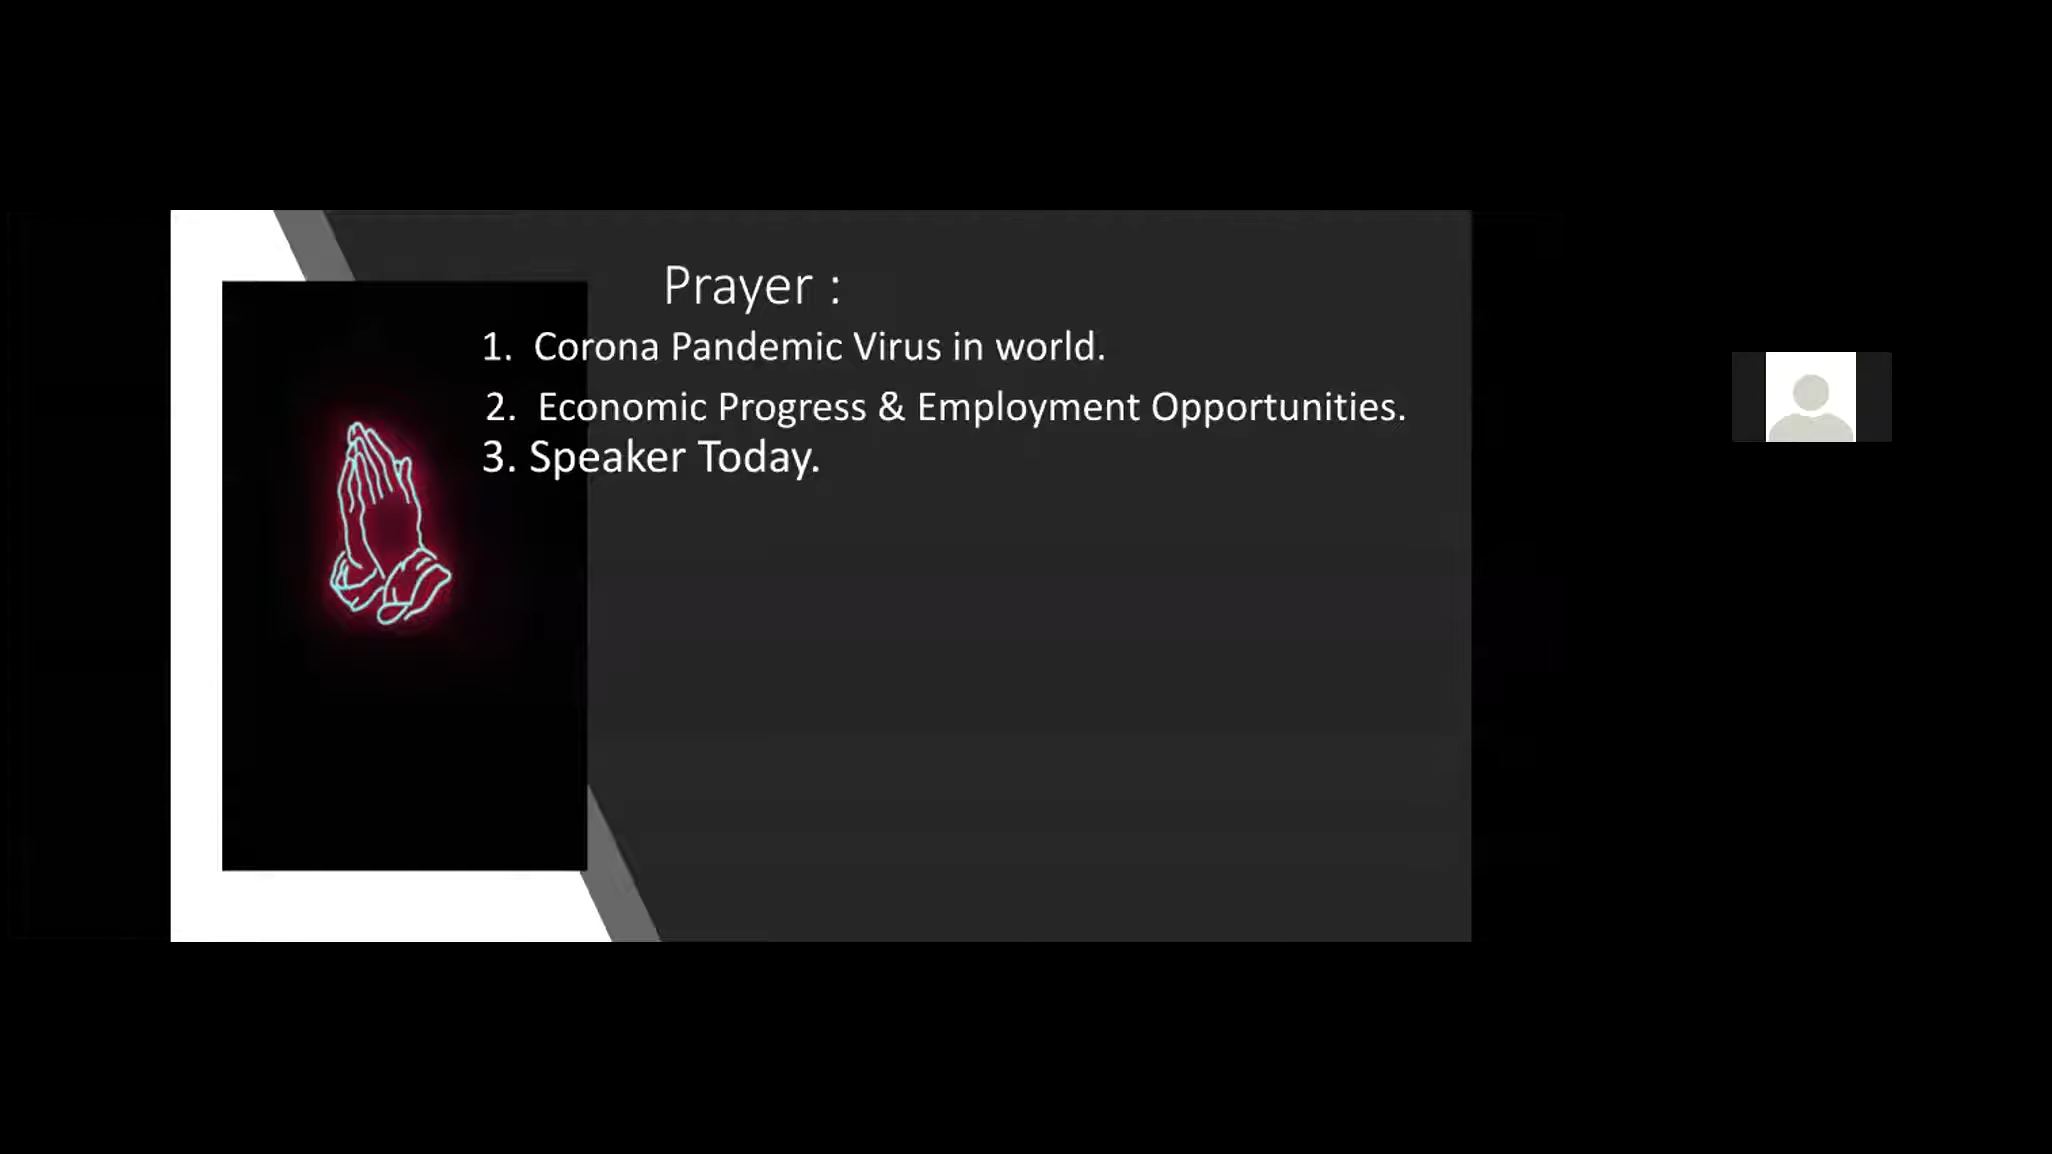 Prayer :
1. Corona Pandemic Virus in world.
2. Economic Progress & Employment Opportunities.
3. Speaker Today.